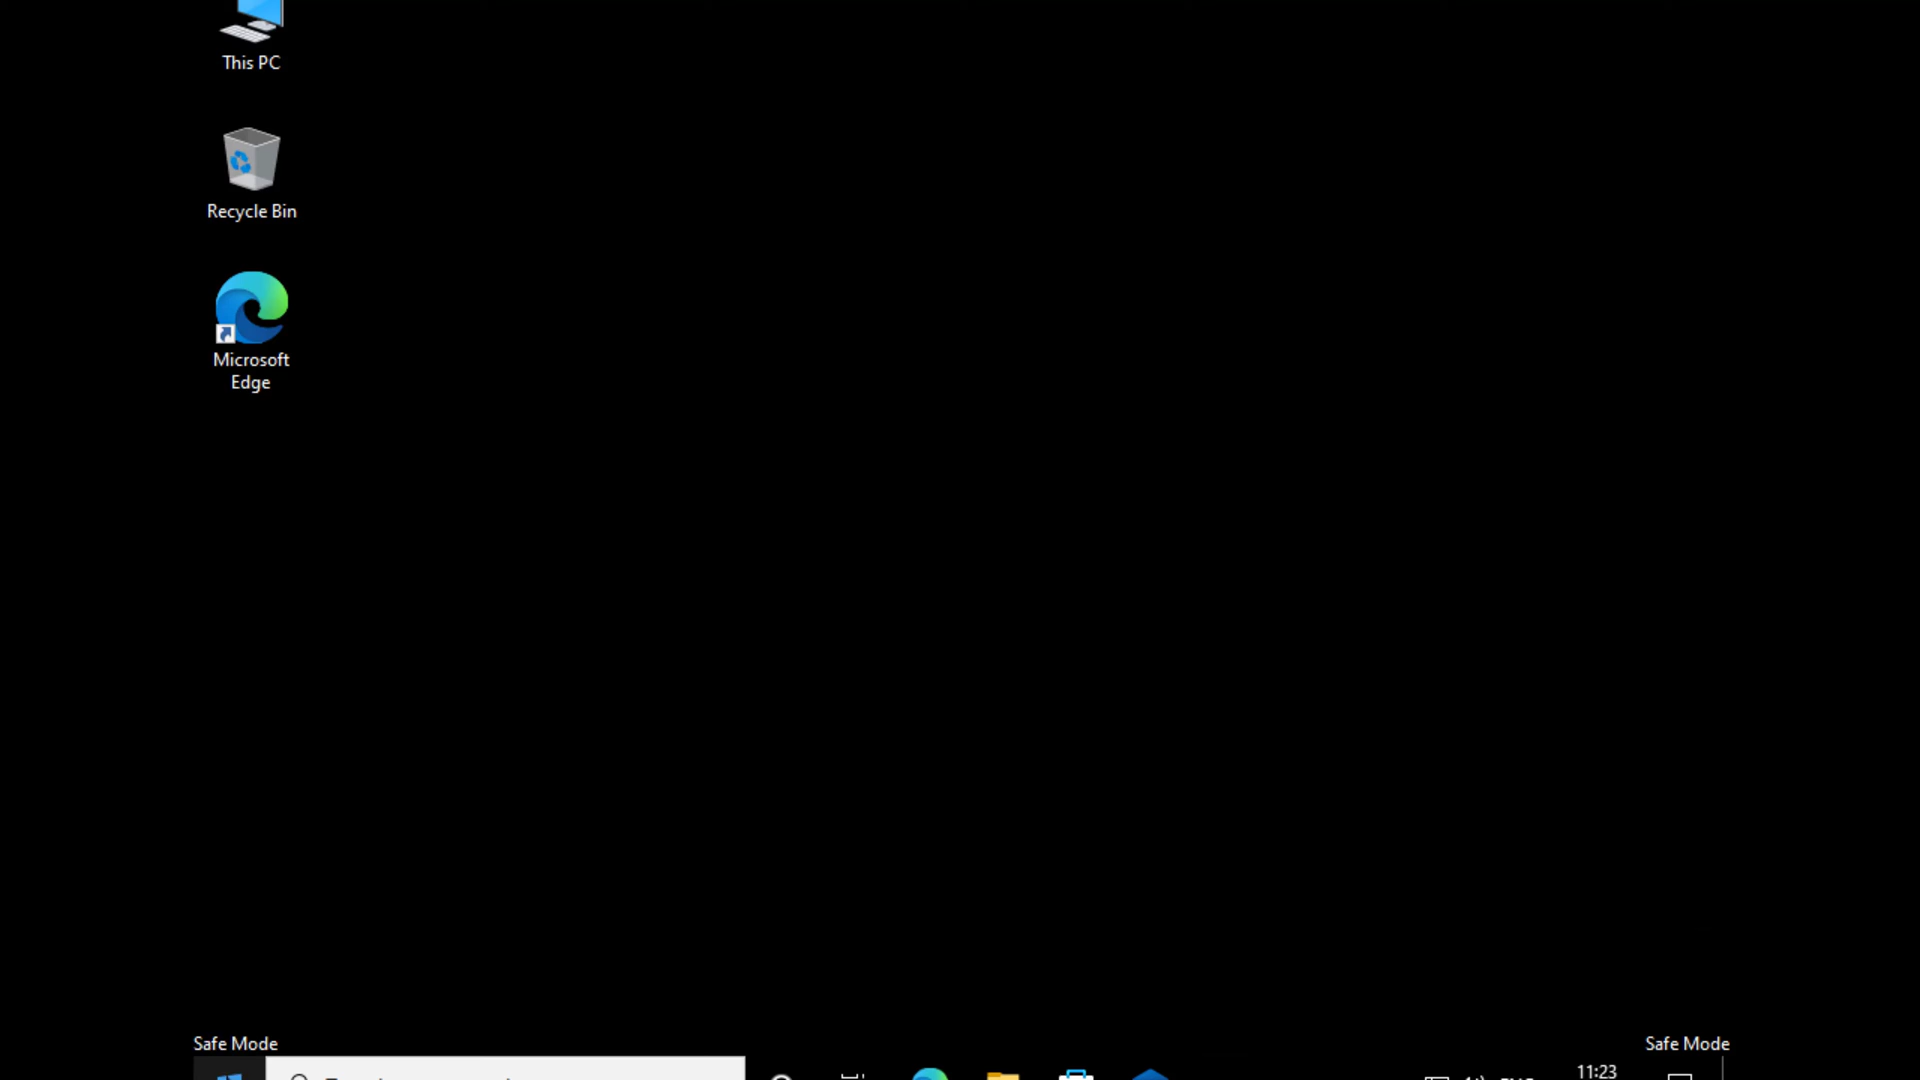 This PC
Recycle Bin
Microsoft
Edge
Safe Mode
Safe Mode
11:23